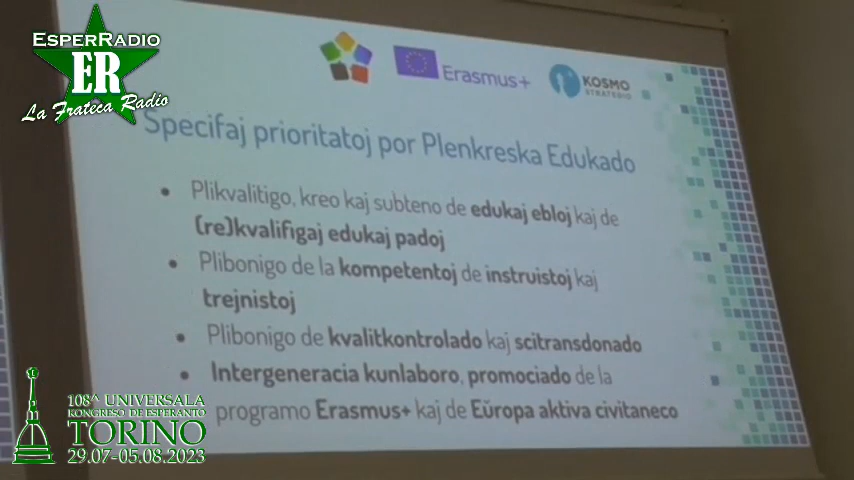 EsperRadio
ER
La Frateca Radio
Erasmus+
KOSMO
STRATEGIO
Specifaj prioritatoj por Plenkreska Edukado
• Plikvalitigo, kreo kaj subteno de edukaj ebloj kaj de
(re)kvalifigaj edukaj padoj
• Plibonigo de la kompetentoj de instruistoj kaj
trejnistoj
• Plibonigo de kvalitkontrolado kaj scitransdonado
• Intergeneracia kunlaboro, promociado de la
programo Erasmus+ kaj de Eŭropa aktiva civitaneco
108ᴬ UNIVERSALA
KONGRESO DE ESPERANTO
TORINO
29.07-05.08.2023